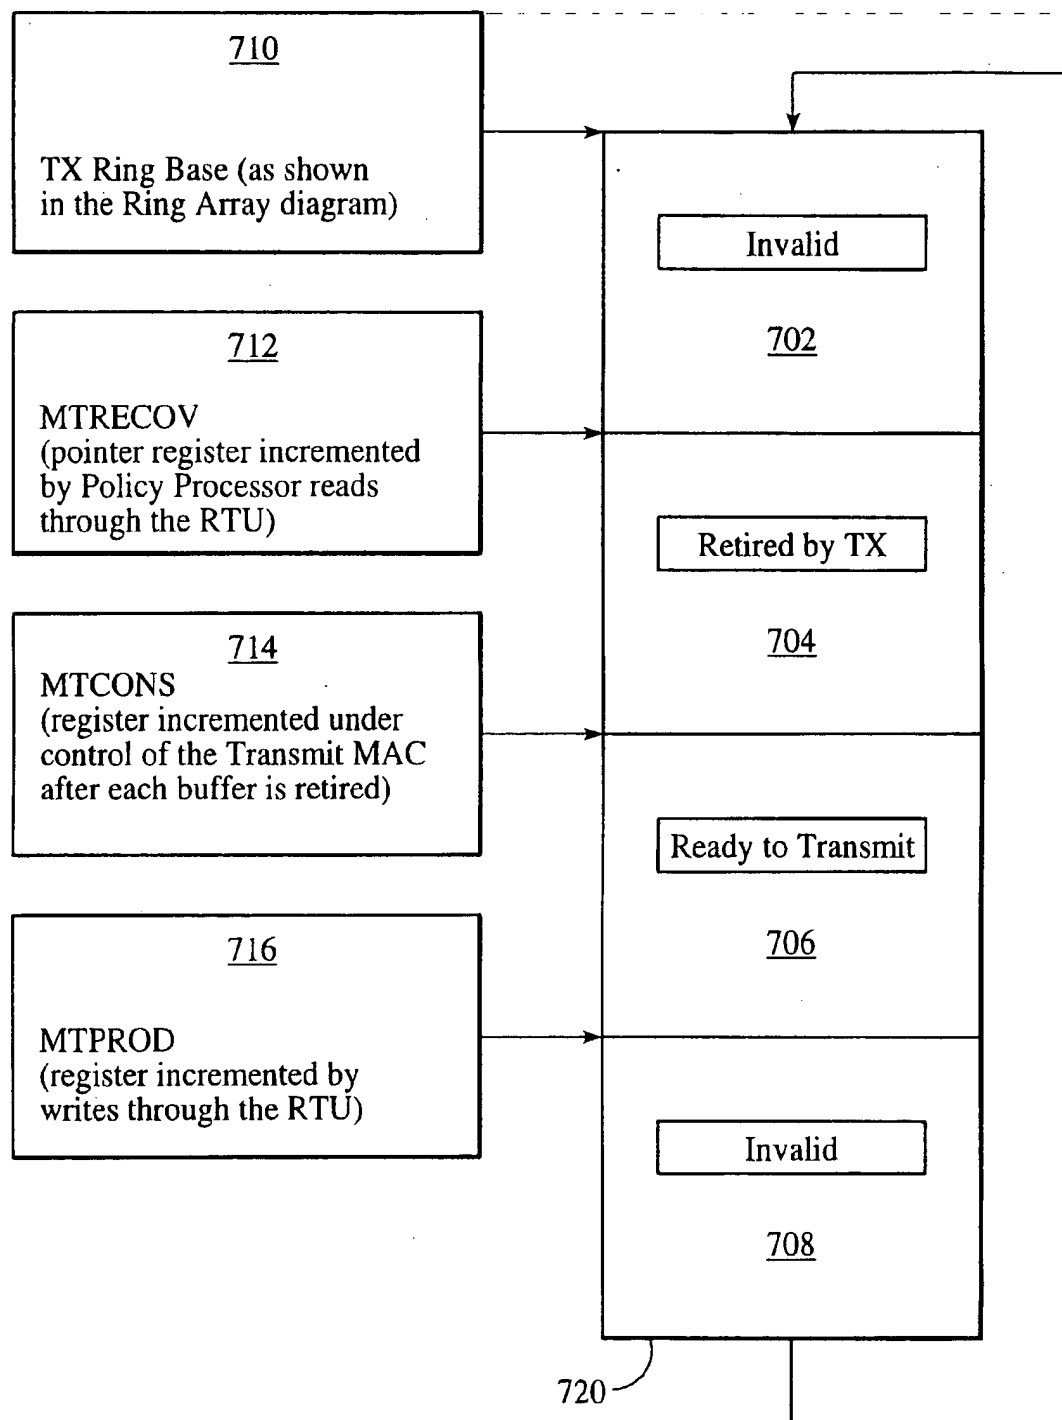 710
TX Ring Base (as shown
in the Ring Array diagram)
712
MTRECOV
(pointer register incremented
by Policy Processor reads
through the RTU)
714
MTCONS
(register incremented under
control of the Transmit MAC
after each buffer is retired)
716
MTPROD
(register incremented by
writes through the RTU)
Invalid
702
Retired by TX
704
Ready to Transmit
706
Invalid
708
720